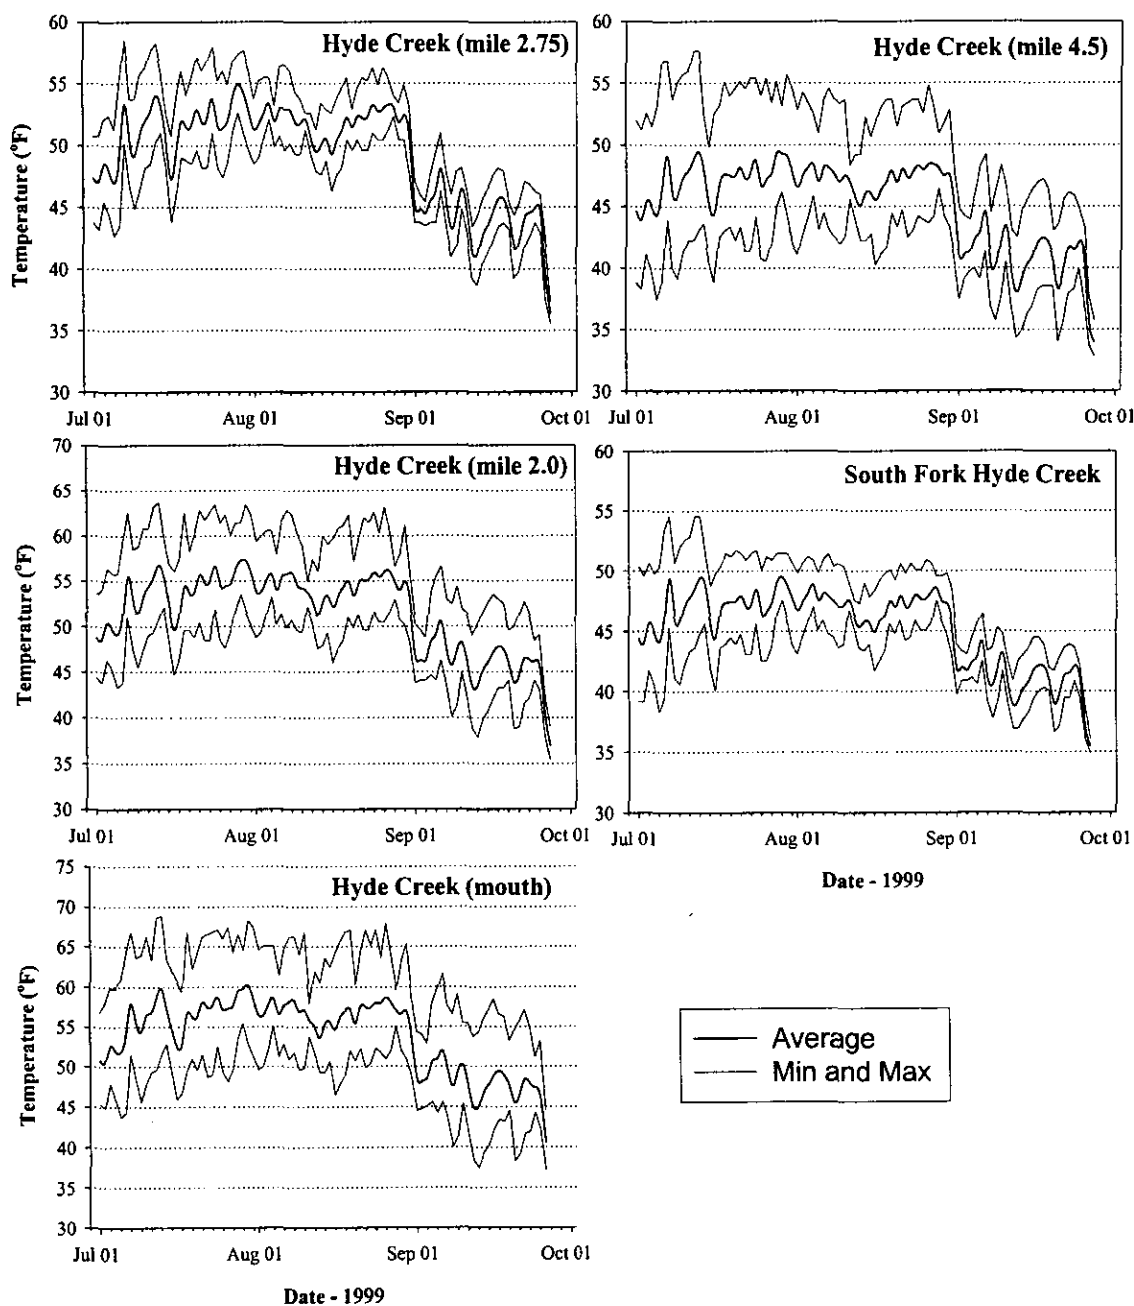 Hyde Creek (mile 2.75)
Temperature (°F)
60
55
50
45
40
35
30
Jul 01 Aug 01 Sep 01 Oct 01
Hyde Creek (mile 4.5)
60
55
50
45
40
35
30
Jul 01 Aug 01 Sep 01 Oct 01
Hyde Creek (mile 2.0)
Temperature (°F)
70
65
60
55
50
45
40
35
30
Jul 01 Aug 01 Sep 01 Oct 01
South Fork Hyde Creek
60
55
50
45
40
35
30
Jul 01 Aug 01 Sep 01 Oct 01
Date - 1999
Hyde Creek (mouth)
Temperature (°F)
75
70
65
60
55
50
45
40
35
30
Jul 01 Aug 01 Sep 01 Oct 01
Date - 1999
Average
Min and Max